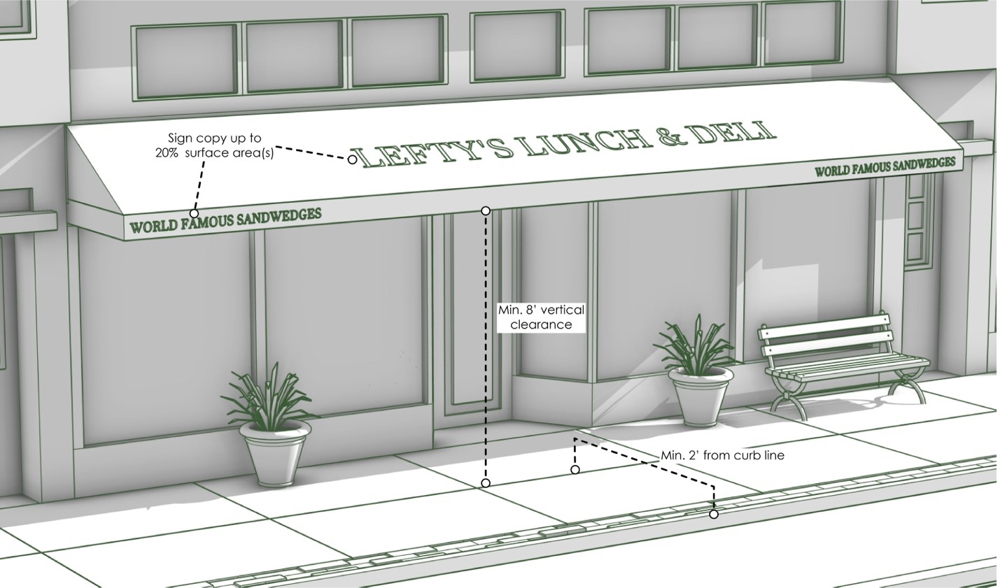 Sign copy up to
20% surface area(s)
LEFTY'S LUNCH & DELI
WORLD FAMOUS SANDWEDGES
WORLD FAMOUS SANDWEDGES
Min. 8’ vertical
clearance
Min. 2’ from curb line